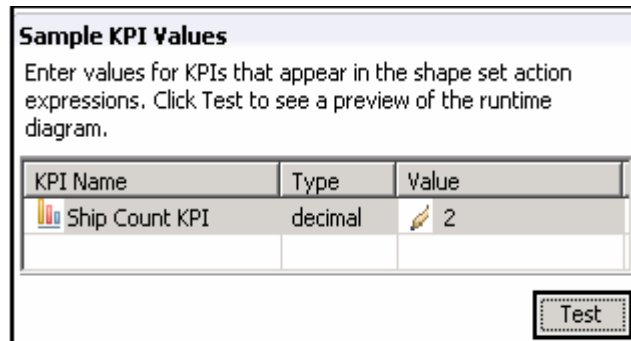 Sample KPI Values
Enter values for KPIs that appear in the shape set action
expressions. Click Test to see a preview of the runtime
diagram.
KPI Name Type Value
Ship Count KPI decimal 2
Test